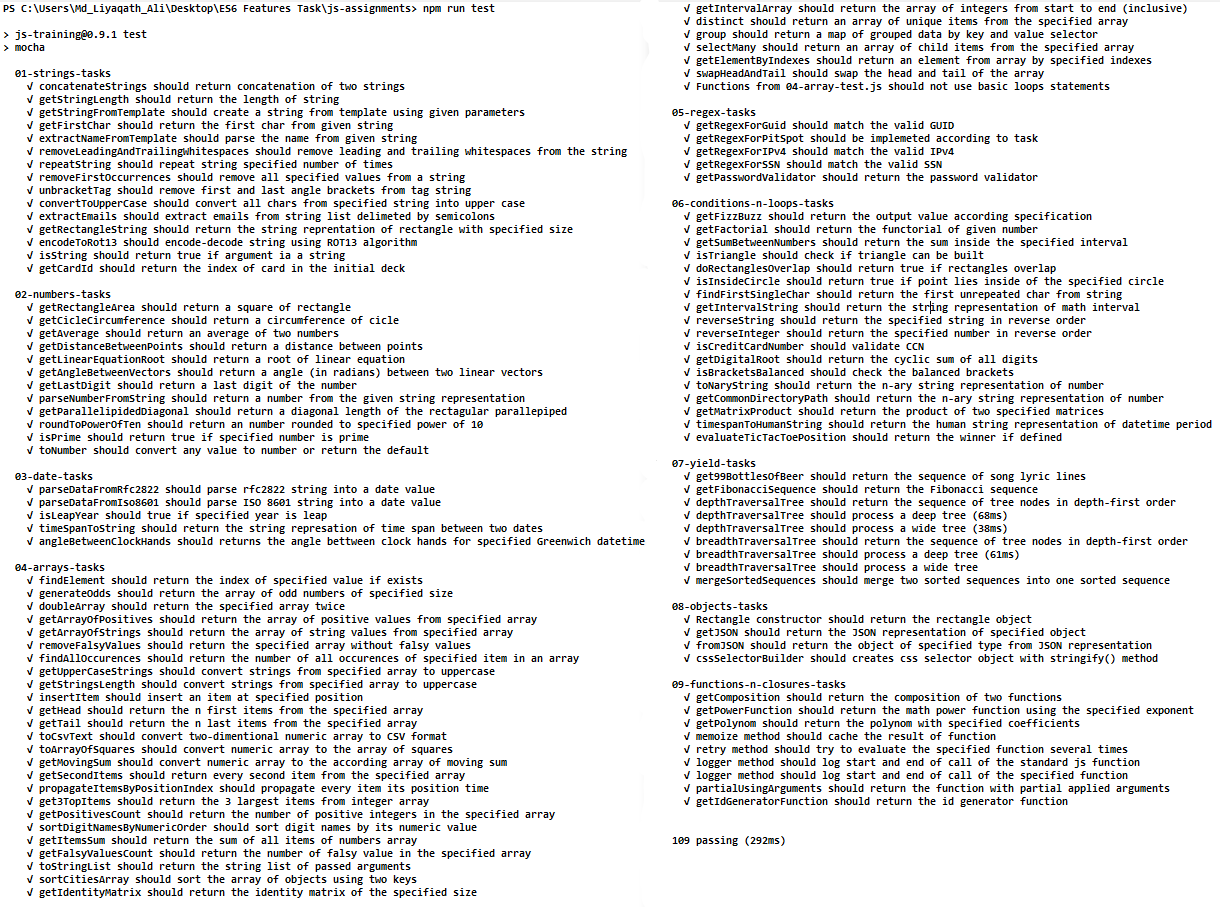 PS C:\Users\Md_Liyaqath_Ali\Desktop\ES6 Features Task\js-assignments> npm run test
> js-training@0.9.1 test
> mocha
01-strings-tasks
√ concatenateStrings should return concatenation of two strings
√ getStringLength should return the length of string
√ getStringFromTemplate should create a string from template using given parameters
√ getFirstChar should return the first char from given string
√ extractNameFromTemplate should parse the name from given string
√ removeLeadingAndTrailingWhitespaces should remove leading and trailing whitespaces from the string
√ repeatString should repeat string specified number of times
√ removeFirstOccurrences should remove all specified values from a string
√ unbracketTag should remove first and last angle brackets from tag string
√ convertToUpperCase should convert all chars from specified string into upper case
√ extractEmails should extract emails from string list delimeted by semicolons
√ getRectangleString should return the string reprentation of rectangle with specified size
√ encodeToRot13 should encode-decode string using ROT13 algorithm
√ isString should return true if argument ia a string
√ getCardId should return the index of card in the initial deck
02-numbers-tasks
√ getRectangleArea should return a square of rectangle
√ getCicleCircumference should return a circumference of cicle
√ getAverage should return an average of two numbers
√ getDistanceBetweenPoints should return a distance between points
√ getLinearEquationRoot should return a root of linear equation
√ getAngleBetweenVectors should return a angle (in radians) between two linear vectors
√ getLastDigit should return a last digit of the number
√ parseNumberFromString should return a number from the given string representation
√ getParallelipidedDiagonal should return a diagonal length of the rectagular parallepiped
√ roundToPowerOfTen should return an number rounded to specified power of 10
√ isPrime should return true if specified number is prime
√ toNumber should convert any value to number or return the default
03-date-tasks
√ parseDataFromRfc2822 should parse rfc2822 string into a date value
√ parseDataFromIso8601 should parse ISO 8601 string into a date value
√ isLeapYear should true if specified year is leap
√ timeSpanToString should return the string represation of time span between two dates
√ angleBetweenClockHands should returns the angle bettween clock hands for specified Greenwich datetime
04-arrays-tasks
√ findElement should return the index of specified value if exists
√ generateOdds should return the array of odd numbers of specified size
√ doubleArray should return the specified array twice
√ getArrayOfPositives should return the array of positive values from specified array
√ getArrayOfStrings should return the array of string values from specified array
√ removeFalsyValues should return the specified array without falsy values
√ findAllOccurences should return the number of all occurences of specified item in an array
√ getUpperCaseStrings should convert strings from specified array to uppercase
√ getStringsLength should convert strings from specified array to uppercase
√ insertItem should insert an item at specified position
√ getHead should return the n first items from the specified array
√ getTail should return the n last items from the specified array
√ toCsvText should convert two-dimentional numeric array to CSV format
√ toArrayOfSquares should convert numeric array to the array of squares
√ getMovingSum should convert numeric array to the according array of moving sum
√ getSecondItems should return every second item from the specified array
√ propagateItemsByPositionIndex should propagate every item its position time
√ get3TopItems should return the 3 largest items from integer array
√ getPositivesCount should return the number of positive integers in the specified array
√ sortDigitNamesByNumericOrder should sort digit names by its numeric value
√ getItemsSum should return the sum of all items of numbers array
√ getFalsyValuesCount should return the number of falsy value in the specified array
√ toStringList should return the string list of passed arguments
√ sortCitiesArray should sort the array of objects using two keys
√ getIdentityMatrix should return the identity matrix of the specified size
√ getIntervalArray should return the array of integers from start to end (inclusive)
√ distinct should return an array of unique items from the specified array
√ group should return a map of grouped data by key and value selector
√ selectMany should return an array of child items from the specified array
√ getElementByIndexes should return an element from array by specified indexes
√ swapHeadAndTail should swap the head and tail of the array
√ Functions from 04-array-test.js should not use basic loops statements
05-regex-tasks
√ getRegexForGuid should match the valid GUID
√ getRegexForPitSpot should be implemeted according to task
√ getRegexForIPv4 should match the valid IPv4
√ getRegexForSSN should match the valid SSN
√ getPasswordValidator should return the password validator
06-conditions-n-loops-tasks
√ getFizzBuzz should return the output value according specification
√ getFactorial should return the functorial of given number
√ getSumBetweenNumbers should return the sum inside the specified interval
√ isTriangle should check if triangle can be built
√ doRectanglesOverlap should return true if rectangles overlap
√ isInsideCircle should return true if point lies inside of the specified circle
√ findFirstSingleChar should return the first unrepeated char from string
√ getIntervalString should return the string representation of math interval
√ reverseString should return the specified string in reverse order
√ reverseInteger should return the specified number in reverse order
√ isCreditCardNumber should validate CCN
√ getDigitalRoot should return the cyclic sum of all digits
√ isBracketsBalanced should check the balanced brackets
√ toNaryString should return the n-ary string representation of number
√ getCommonDirectoryPath should return the n-ary string representation of number
√ getMatrixProduct should return the product of two specified matrices
√ timespanToHumanString should return the human string representation of datetime period
√ evaluateTicTacToePosition should return the winner if defined
07-yield-tasks
√ get99BottlesOfBeer should return the sequence of song lyric lines
√ getFibonacciSequence should return the Fibonacci sequence
√ depthTraversalTree should return the sequence of tree nodes in depth-first order
√ depthTraversalTree should process a deep tree (68ms)
√ depthTraversalTree should process a wide tree (38ms)
√ breadthTraversalTree should return the sequence of tree nodes in depth-first order
√ breadthTraversalTree should process a deep tree (61ms)
√ breadthTraversalTree should process a wide tree
√ mergeSortedSequences should merge two sorted sequences into one sorted sequence
08-objects-tasks
√ Rectangle constructor should return the rectangle object
√ getJSON should return the JSON representation of specified object
√ fromJSON should return the object of specified type from JSON representation
√ cssSelectorBuilder should creates css selector object with stringify() method
09-functions-n-closures-tasks
√ getComposition should return the composition of two functions
√ getPowerFunction should return the math power function using the specified exponent
√ getPolynom should return the polynom with specified coefficients
√ memoize method should cache the result of function
√ retry method should try to evaluate the specified function several times
√ logger method should log start and end of call of the standard js function
√ logger method should log start and end of call of the specified function
√ partialUsingArguments should return the function with partial applied arguments
√ getIdGeneratorFunction should return the id generator function
109 passing (292ms)